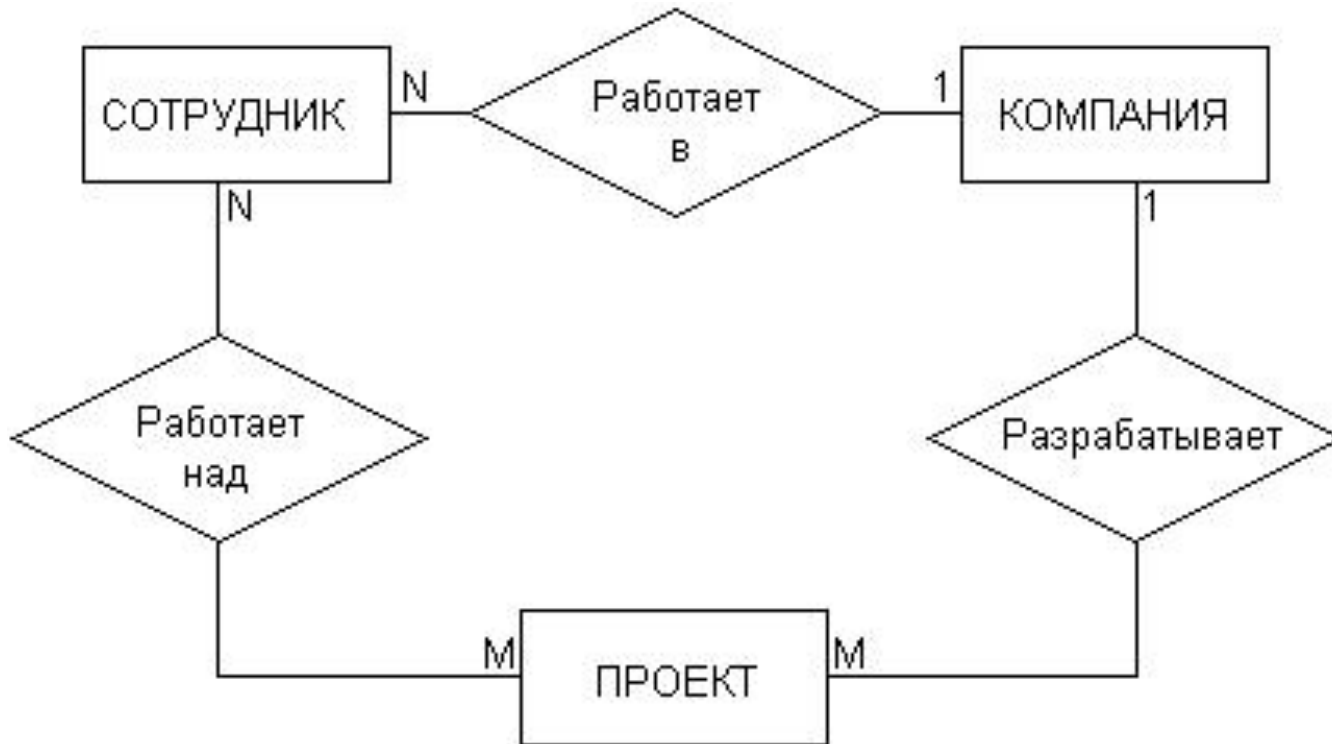 СОТРУДНИК
N
Работает
в
1
КОМПАНИЯ
N
1
Работает
над
Разрабатывает
M
ПРОЕКТ
M